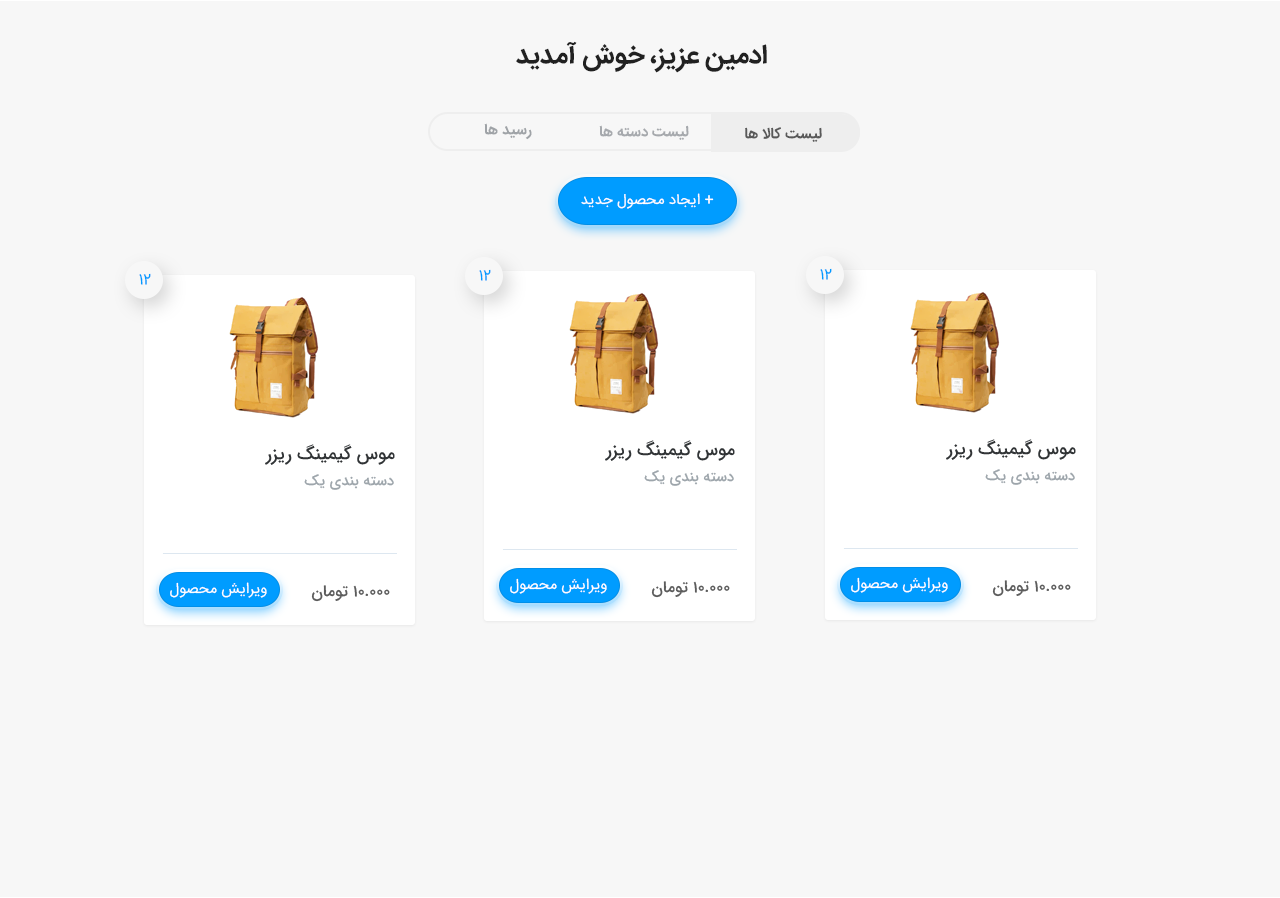 ادمین عزیز، خوش آمدید
لیست کالا ها
لیست دسته ها
رسید ها
+ ایجاد محصول جدید
۱۲
موس گیمینگ ریزر
دسته بندی یک
۱۰.۰۰۰ تومان
ویرایش محصول
۱۲
موس گیمینگ ریزر
دسته بندی یک
۱۰.۰۰۰ تومان
ویرایش محصول
۱۲
موس گیمینگ ریزر
دسته بندی یک
۱۰.۰۰۰ تومان
ویرایش محصول